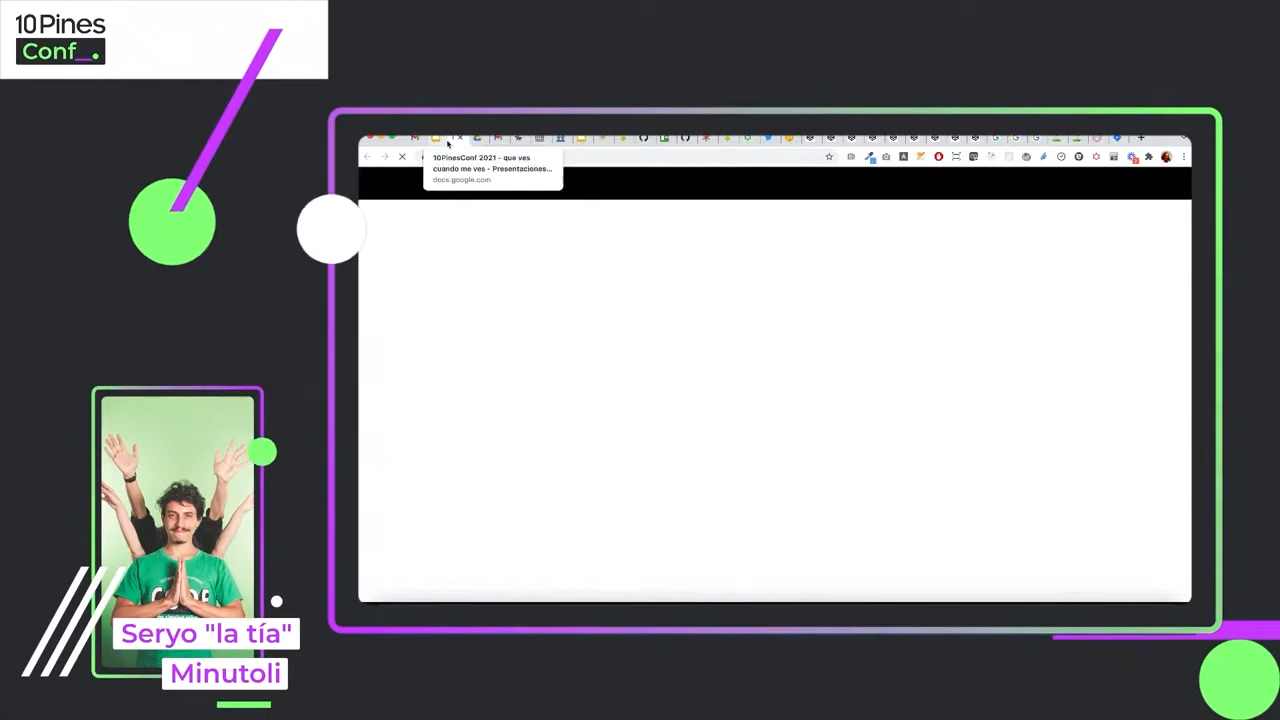 10Pines
Conf_.
10PinesConf 2021 - que ves
cuando me ves - Presentaciones...
docs.google.com
Seryo "la tía"
Minutoli